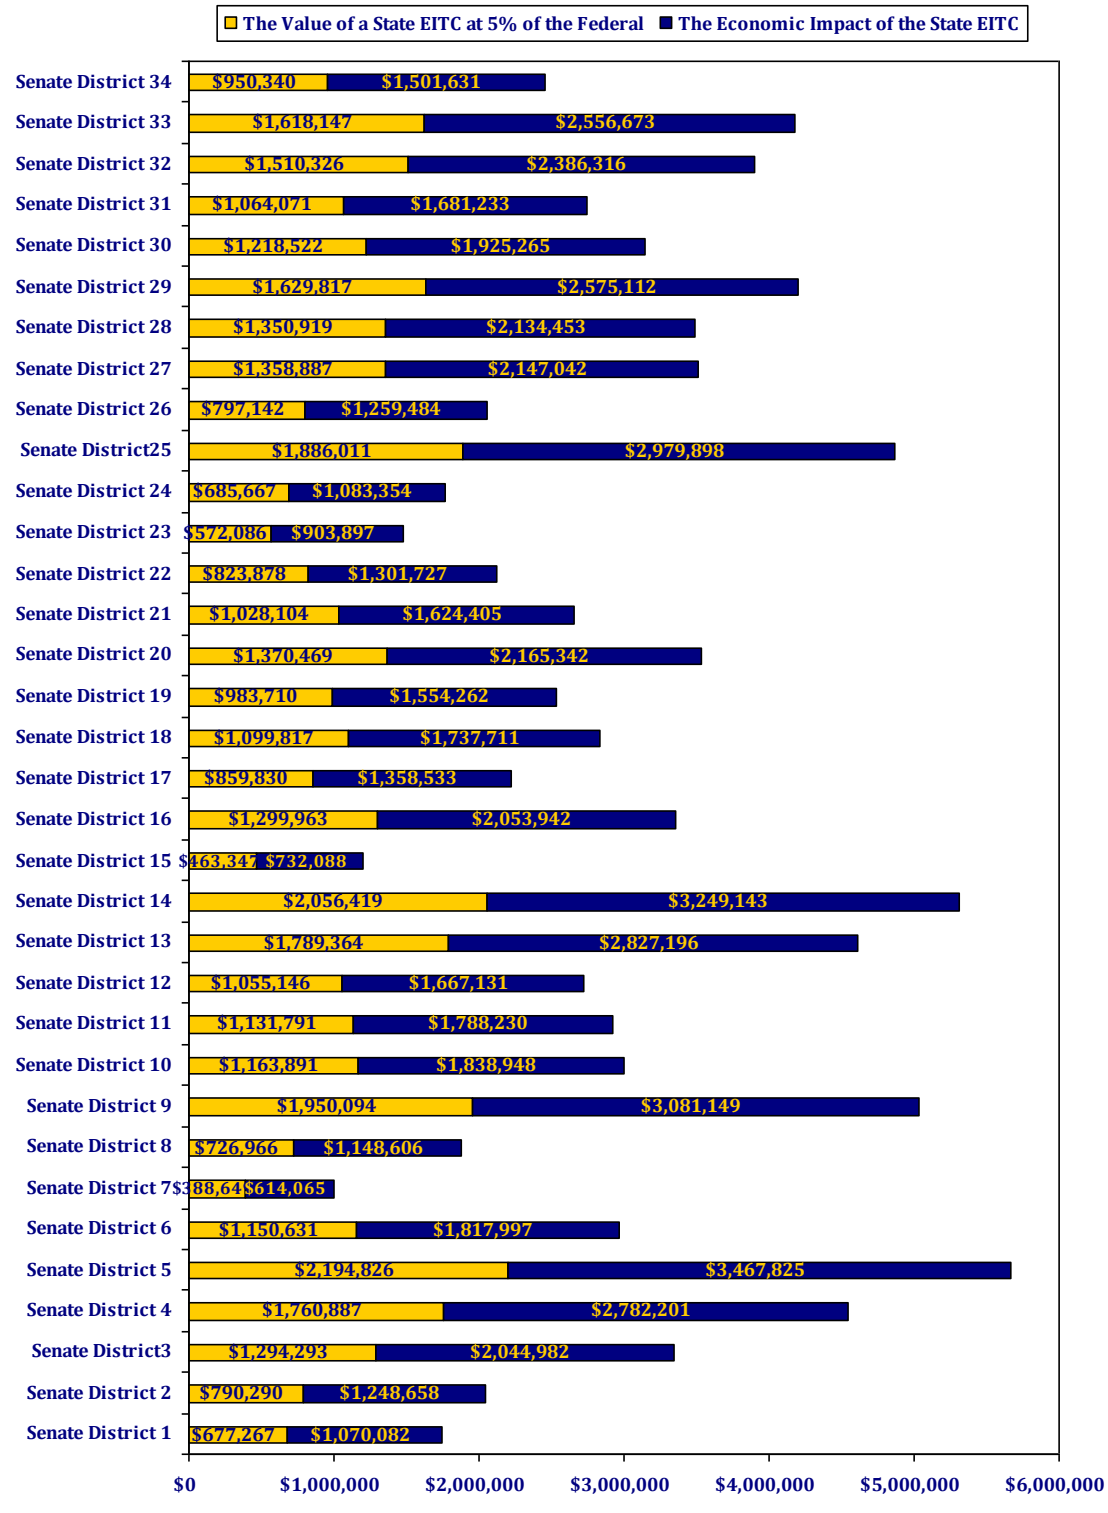 The Value of a State EITC at 5% of the Federal The Economic Impact of the State EITC
Senate District 34 $950,340 $1,501,631
Senate District 33 $1,618,147 $2,556,673
Senate District 32 $1,510,326 $2,386,316
Senate District 31 $1,064,071 $1,681,233
Senate District 30 $1,218,522 $1,925,265
Senate District 29 $1,629,817 $2,575,112
Senate District 28 $1,350,919 $2,134,453
Senate District 27 $1,358,887 $2,147,042
Senate District 26 $797,142 $1,259,484
Senate District25 $1,886,011 $2,979,898
Senate District 24 $685,667 $1,083,354
Senate District 23 $572,086 $903,897
Senate District 22 $823,878 $1,301,727
Senate District 21 $1,028,104 $1,624,405
Senate District 20 $1,370,469 $2,165,342
Senate District 19 $983,710 $1,554,262
Senate District 18 $1,099,817 $1,737,711
Senate District 17 $859,830 $1,358,533
Senate District 16 $1,299,963 $2,053,942
Senate District 15 $463,347 $732,088
Senate District 14 $2,056,419 $3,249,143
Senate District 13 $1,789,364 $2,827,196
Senate District 12 $1,055,146 $1,667,131
Senate District 11 $1,131,791 $1,788,230
Senate District 10 $1,163,891 $1,838,948
Senate District 9 $1,950,094 $3,081,149
Senate District 8 $726,966 $1,148,606
Senate District 7 $388,64 $614,065
Senate District 6 $1,150,631 $1,817,997
Senate District 5 $2,194,826 $3,467,825
Senate District 4 $1,760,887 $2,782,201
Senate District3 $1,294,293 $2,044,982
Senate District 2 $790,290 $1,248,658
Senate District 1 $677,267 $1,070,082
$0 $1,000,000 $2,000,000 $3,000,000 $4,000,000 $5,000,000 $6,000,000